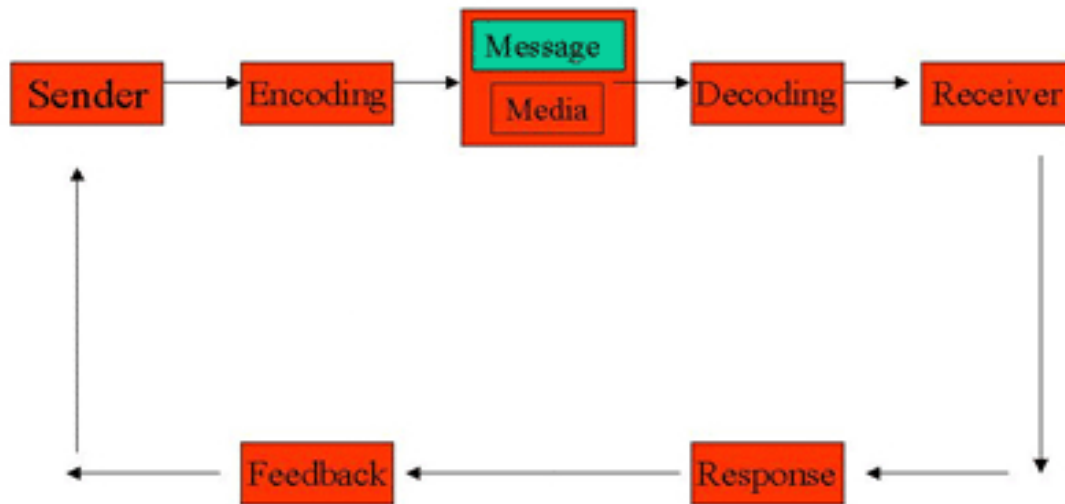 Sender
Encoding
Message
Media
Decoding
Receiver
Feedback
Response